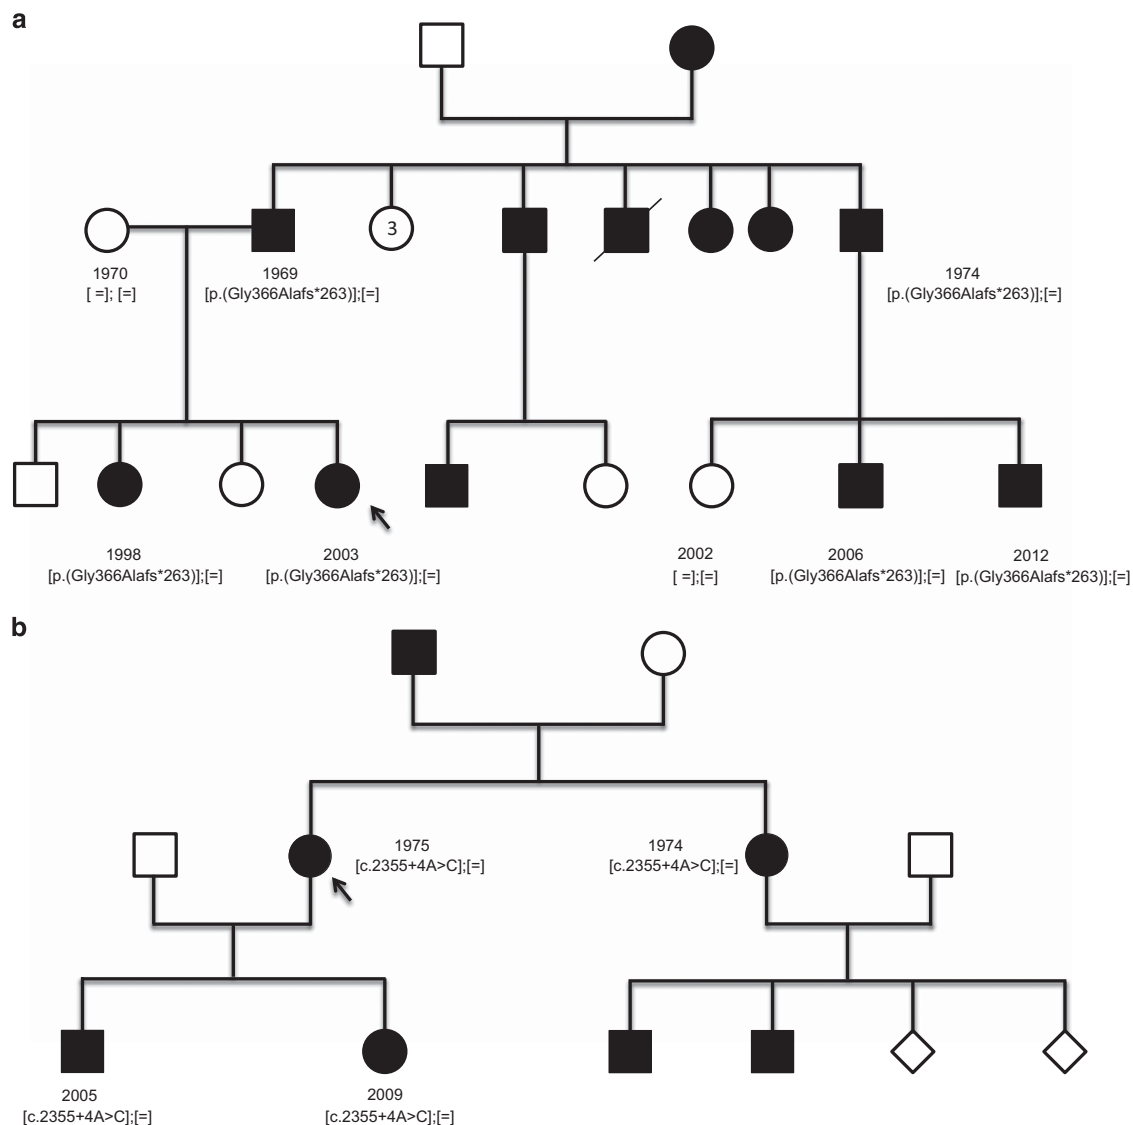 a
3
1970
[ =]; [=]
1969
[p.(Gly366Alafs*263)];[=]
1974
[p.(Gly366Alafs*263)];[=]
1998
[p.(Gly366Alafs*263)];[=]
2003
[p.(Gly366Alafs*263)];[=]
2002
[ =];[=]
2006
[p.(Gly366Alafs*263)];[=]
2012
[p.(Gly366Alafs*263)];[=]
b
1975
[c.2355+4A>C];[=]
1974
[c.2355+4A>C];[=]
2005
[c.2355+4A>C];[=]
2009
[c.2355+4A>C];[=]